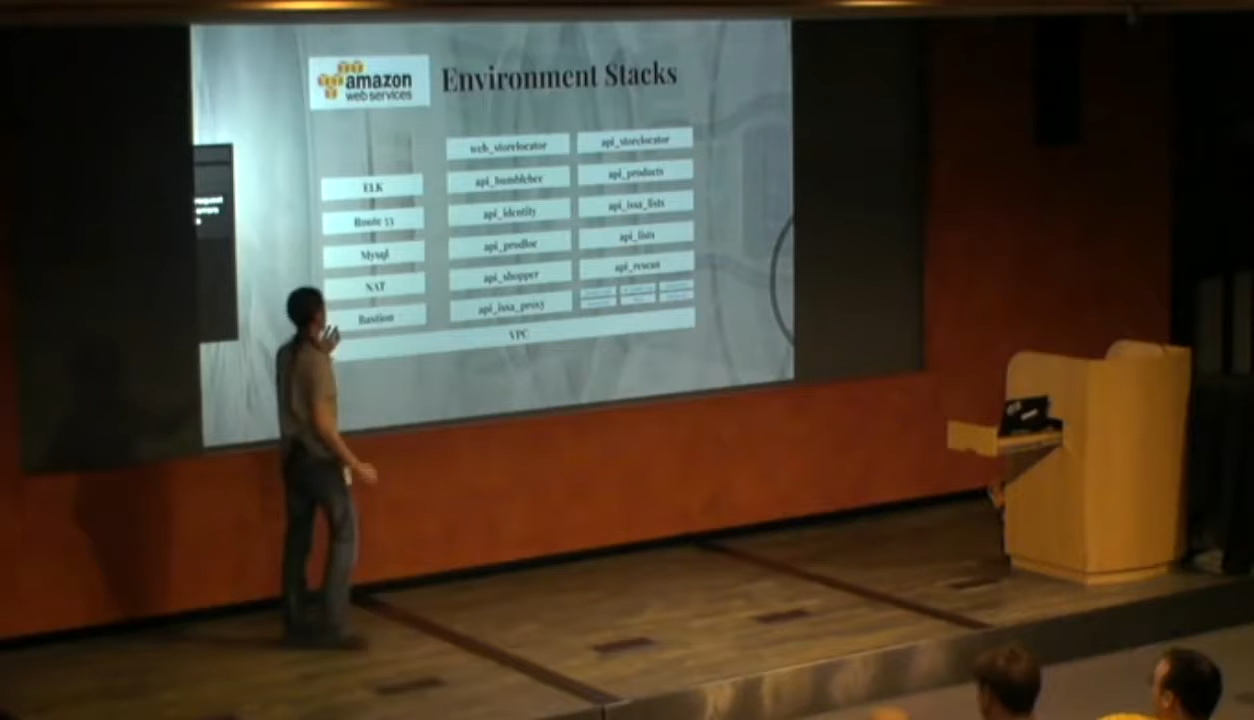 amazon
web services
Environment Stacks
web_storelocator
api_storelocator
api_bumblebee
api_products
ELK
api_identity
api_issa_lists
Route 53
api_prodloc
api_lists
Mysql
api_shopper
api_rescat
NAT
api_issa_proxy
Bastion
VPC